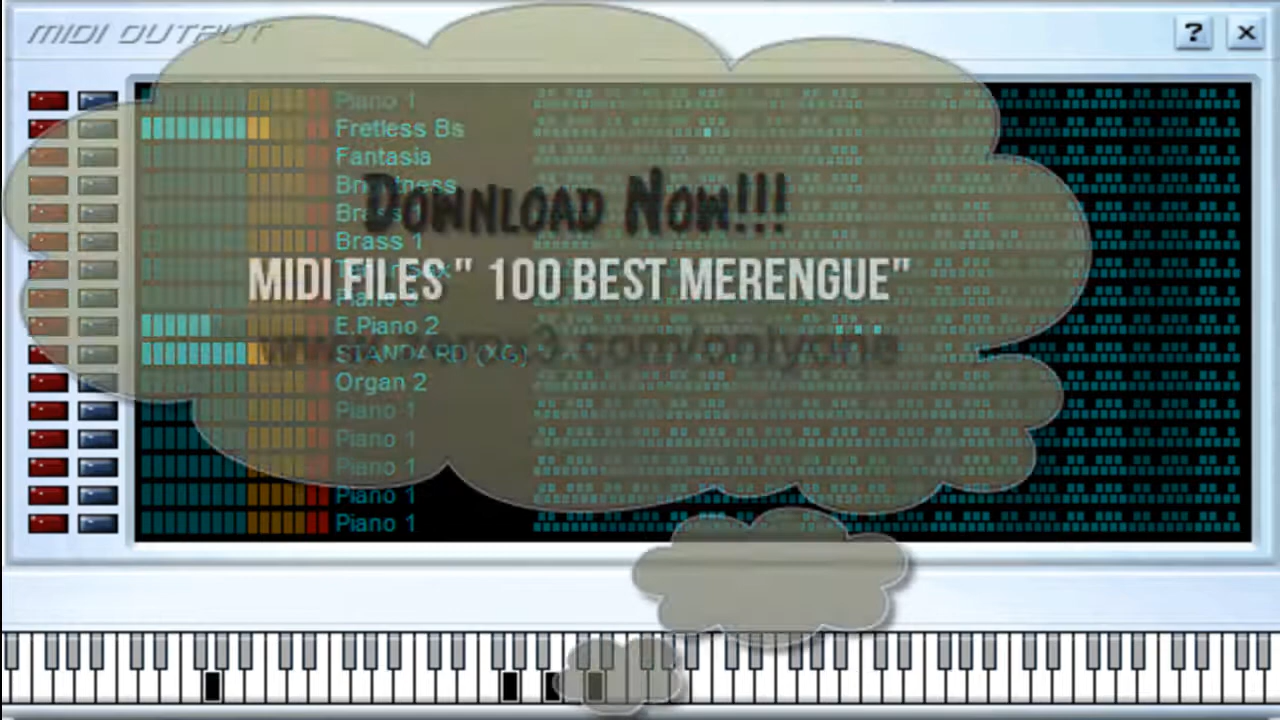 MIDI OUTPUT
? ×
Piano 1
Fretless Bs
Fantasia
Brightness
Download Now!!!
Brass 1
MIDI FILES " 100 BEST MERENGUE"
E.Piano 2
STANDARD (XG)
Organ 2
Piano 1
Piano 1
Piano 1
Piano 1
Piano 1